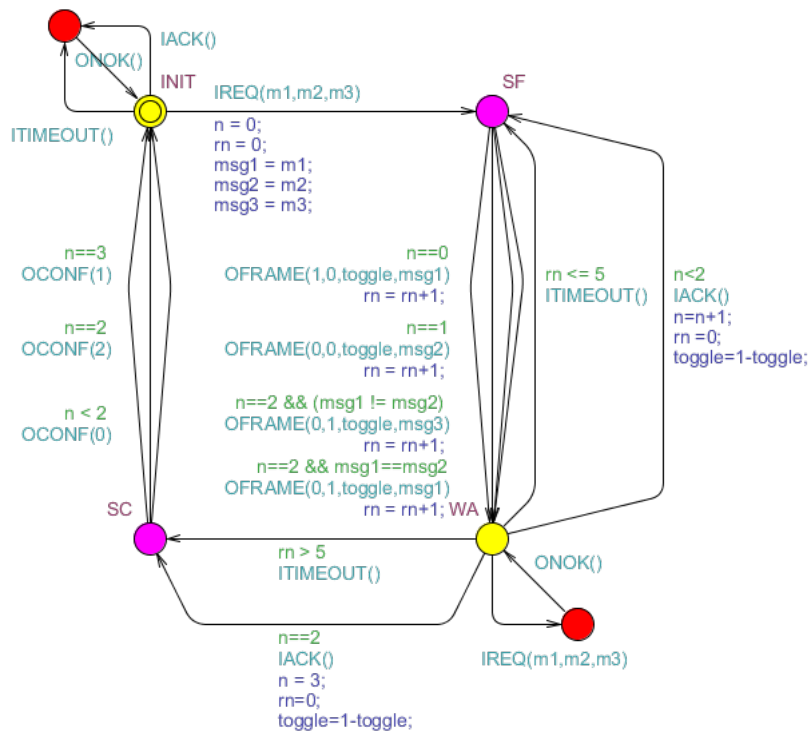 IACK()
ONOK()
INIT
ITIMEOUT()
IREQ(m1,m2,m3)
n = 0;
rn = 0;
msg1 = m1;
msg2 = m2;
msg3 = m3;
SF
n==3
OCONF(1)
n==2
OCONF(2)
n < 2
OCONF(0)
n==0
OFRAME(1,0,toggle,msg1)
rn = rn+1;
n==1
OFRAME(0,0,toggle,msg2)
rn = rn+1;
n==2 && (msg1 != msg2)
OFRAME(0,1,toggle,msg3)
rn = rn+1;
n==2 && msg1==msg2
OFRAME(0,1,toggle,msg1)
rn = rn+1;
rn <= 5
ITIMEOUT()
n<2
IACK()
n=n+1;
rn =0;
toggle=1-toggle;
SC
WA
rn > 5
ITIMEOUT()
n==2
IACK()
n = 3;
rn=0;
toggle=1-toggle;
ONOK()
IREQ(m1,m2,m3)